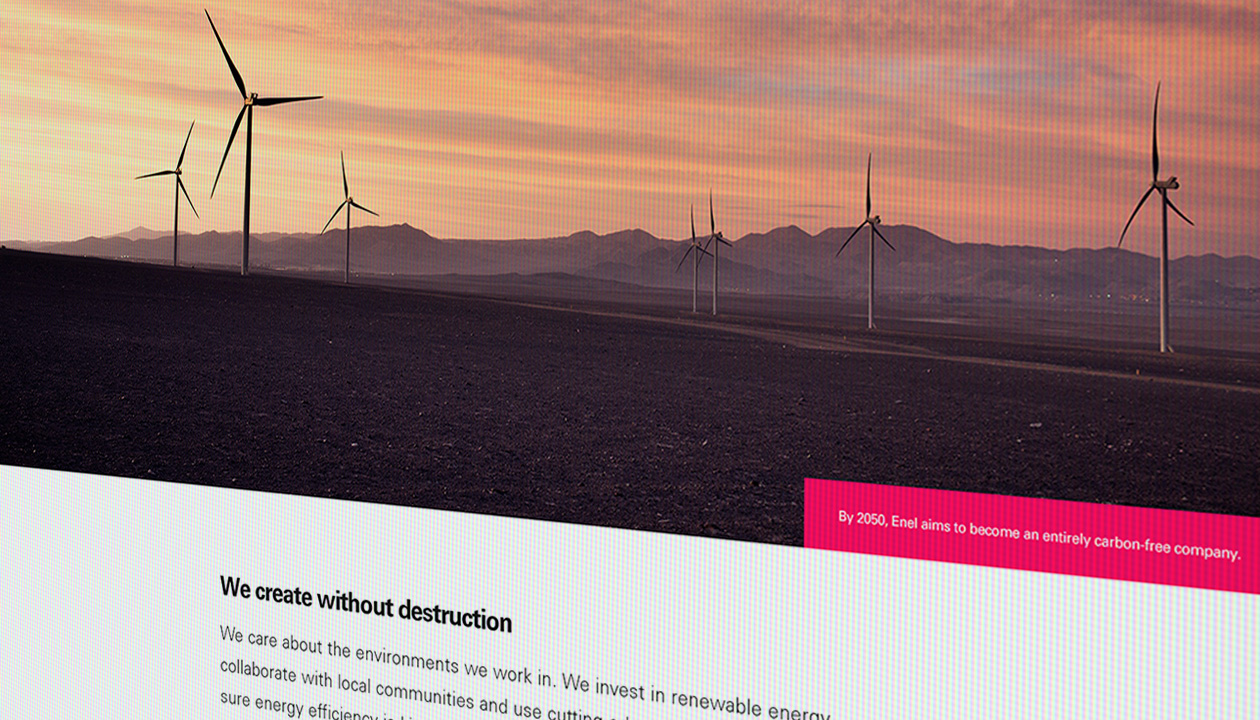 By 2050, Enel aims to become an entirely carbon-free company.
We create without destruction
We care about the environments we work in. We invest in renewable energy
collaborate with local communities and use cutting
sure energy efficiency